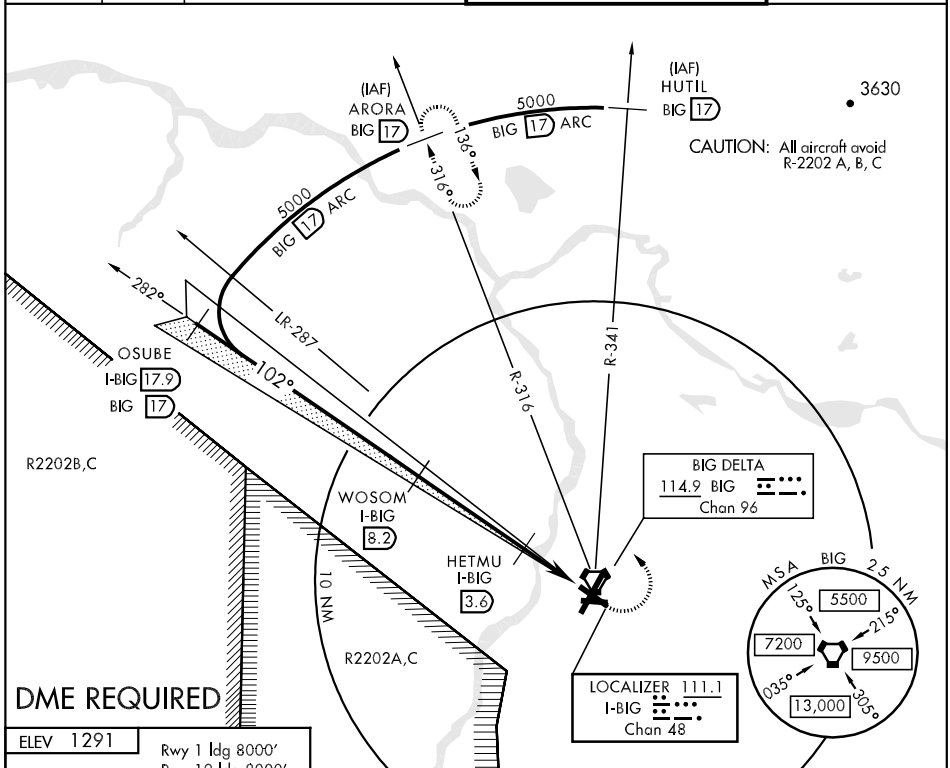 (IAF)
HUTIL
BIG 17
3630
CAUTION: All aircraft avoid
R-2202 A, B, C
(IAF)
ARORA
BIG 17
5000
BIG 17 ARC
136°
316°
5000
BIG 17 ARC
282°
LR-287
102°
OSUBE
I-BIG 17.9
BIG 17
R-316
R-341
R2202B,C
WOSOM
I-BIG
8.2
HETMU
I-BIG
3.6
BIG DELTA
114.9 BIG
Chan 96
10 NM
R2202A,C
LOCALIZER 111.1
I-BIG
Chan 48
MSA BIG 25 NM
125°
5500
215°
7200
9500
035°
13,000
305°
DME REQUIRED
ELEV 1291
Rwy 1 ldg 8000'